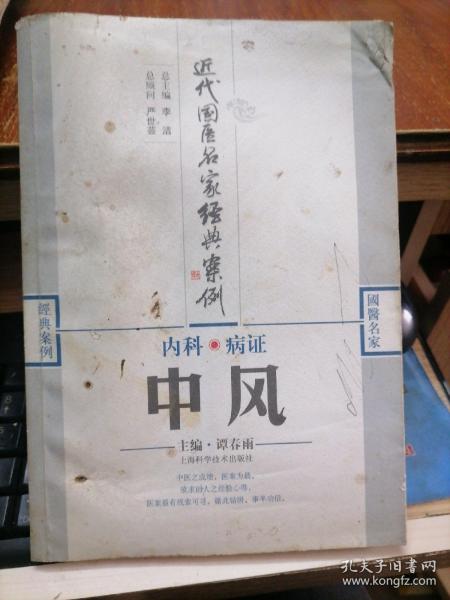 总主编 李 洁
总顾问 严世芸
近代国医名家经典案例
經典案例
國醫名家
内科 病证
中风
主编·谭春雨
上海科学技术出版社
中医之成绩，医案为最。
欲求前人之经验心得，
医案最有线索可寻，循此钻研，事半功倍。
孔夫子旧书网
www.kongfz.com